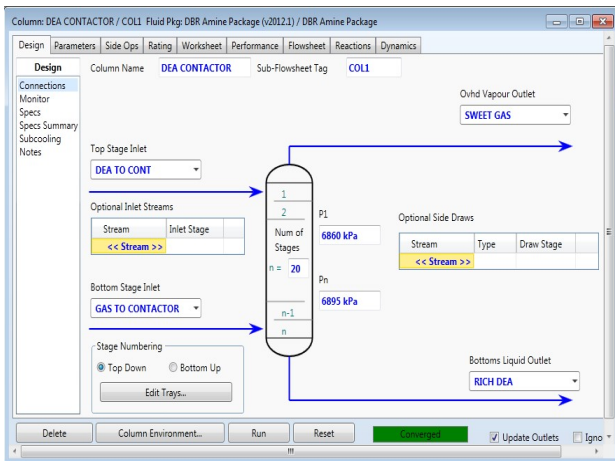 Column: DEA CONTACTOR / COL1 Fluid Pkg: DBR Amine Package (v2012.1) / DBR Amine Package
Design Parameters Side Ops Rating Worksheet Performance Flowsheet Reactions Dynamics
Design
Connections
Monitor
Specs
Specs Summary
Subcooling
Notes
Column Name DEA CONTACTOR Sub-Flowsheet Tag COL1
Ovhd Vapour Outlet
SWEET GAS
Top Stage Inlet
DEA TO CONT
Optional Inlet Streams
Stream Inlet Stage
<< Stream >>
Bottom Stage Inlet
GAS TO CONTACTOR
Stage Numbering
Top Down Bottom Up
Edit Trays...
1
2
Num of
Stages
n = 20
n-1
n
P1
6860 kPa
Pn
6895 kPa
Optional Side Draws
Stream Type Draw Stage
<< Stream >>
Bottoms Liquid Outlet
RICH DEA
Delete Column Environment... Run Reset Converged Update Outlets Igno